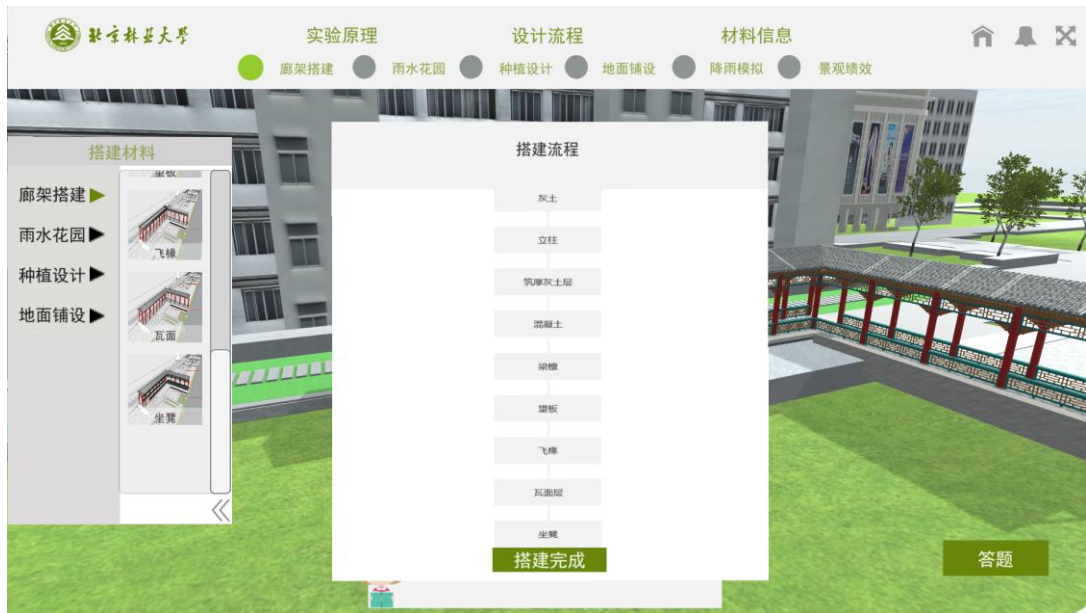 北京林业大学
实验原理
设计流程
材料信息
廊架搭建
雨水花园
种植设计
地面铺设
降雨模拟
景观绩效
搭建材料
廊架搭建
雨水花园
种植设计
地面铺设
望板
飞椽
瓦面
坐凳
搭建流程
灰土
立柱
筑厚灰土层
混凝土
梁檩
望板
飞椽
瓦面层
坐凳
搭建完成
答题